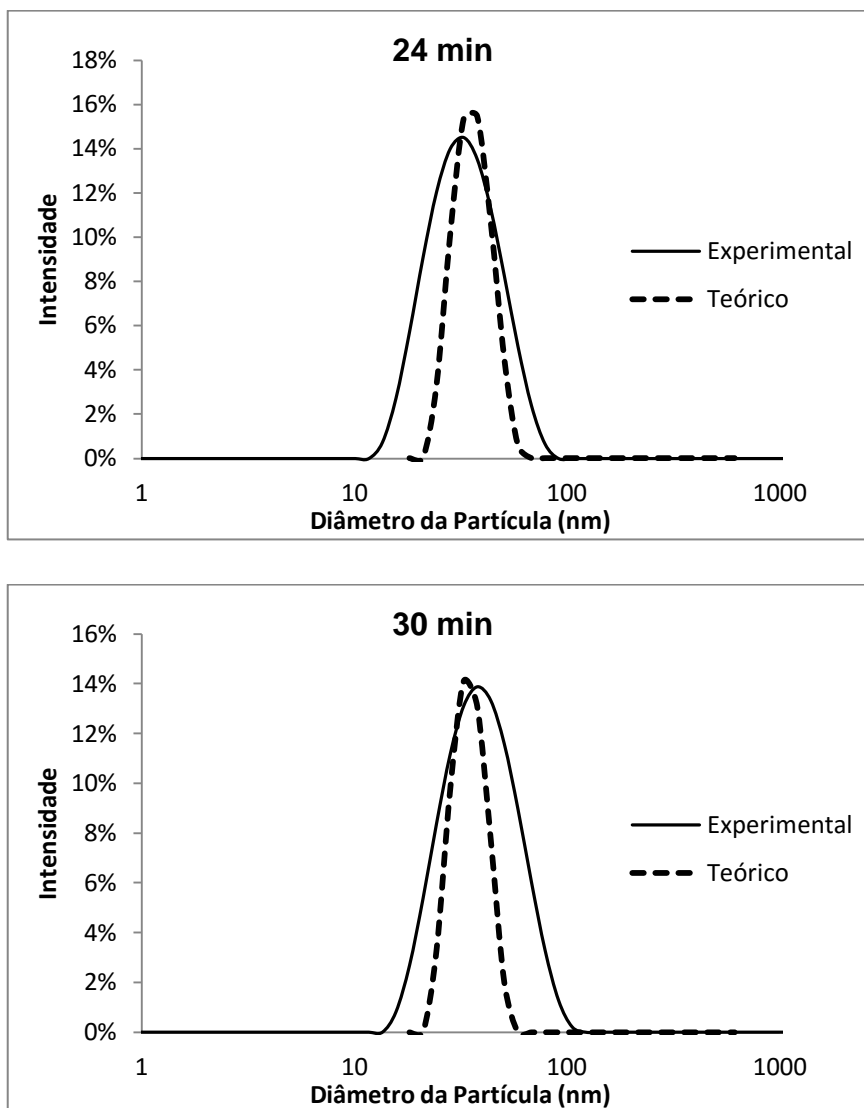 24 min
18%
16%
14%
12%
10%
8%
6%
4%
2%
0%
Intensidade
Experimental
Teórico
1 10 100 1000
Diâmetro da Partícula (nm)
30 min
16%
14%
12%
10%
8%
6%
4%
2%
0%
Intensidade
Experimental
Teórico
1 10 100 1000
Diâmetro da Partícula (nm)